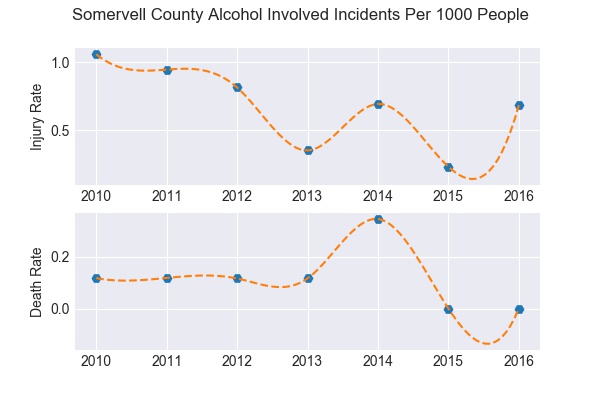 Somervell County Alcohol Involved Incidents Per 1000 People
1.0
0.5
Injury Rate
2010 2011 2012 2013 2014 2015 2016
0.2
0.0
Death Rate
2010 2011 2012 2013 2014 2015 2016